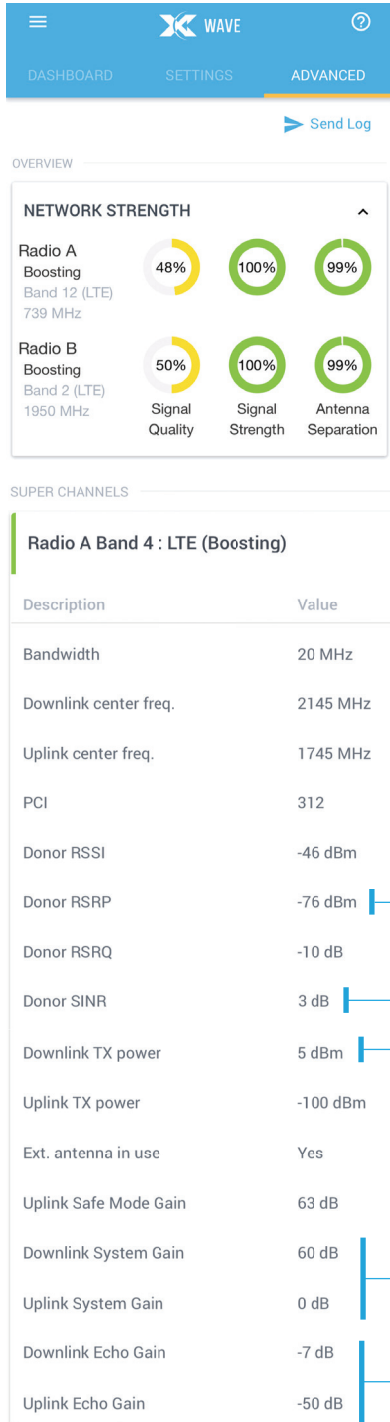 WAVE
DASHBOARD SETTINGS ADVANCED
Send Log
OVERVIEW
NETWORK STRENGTH
Radio A
Boosting
Band 12 (LTE)
739 MHz
48% 100% 99%
Radio B
Boosting
Band 2 (LTE)
1950 MHz
50% 100% 99%
Signal Quality
Signal Strength
Antenna Separation
SUPER CHANNELS
Radio A Band 4 : LTE (Boosting)
Description Value
Bandwidth 20 MHz
Downlink center freq. 2145 MHz
Uplink center freq. 1745 MHz
PCI 312
Donor RSSI -46 dBm
Donor RSRP -76 dBm
Donor RSRQ -10 dB
Donor SINR 3 dB
Downlink TX power 5 dBm
Uplink TX power -100 dBm
Ext. antenna in use Yes
Uplink Safe Mode Gain 63 dB
Downlink System Gain 60 dB
Uplink System Gain 0 dB
Downlink Echo Gain -7 dB
Uplink Echo Gain -50 dB